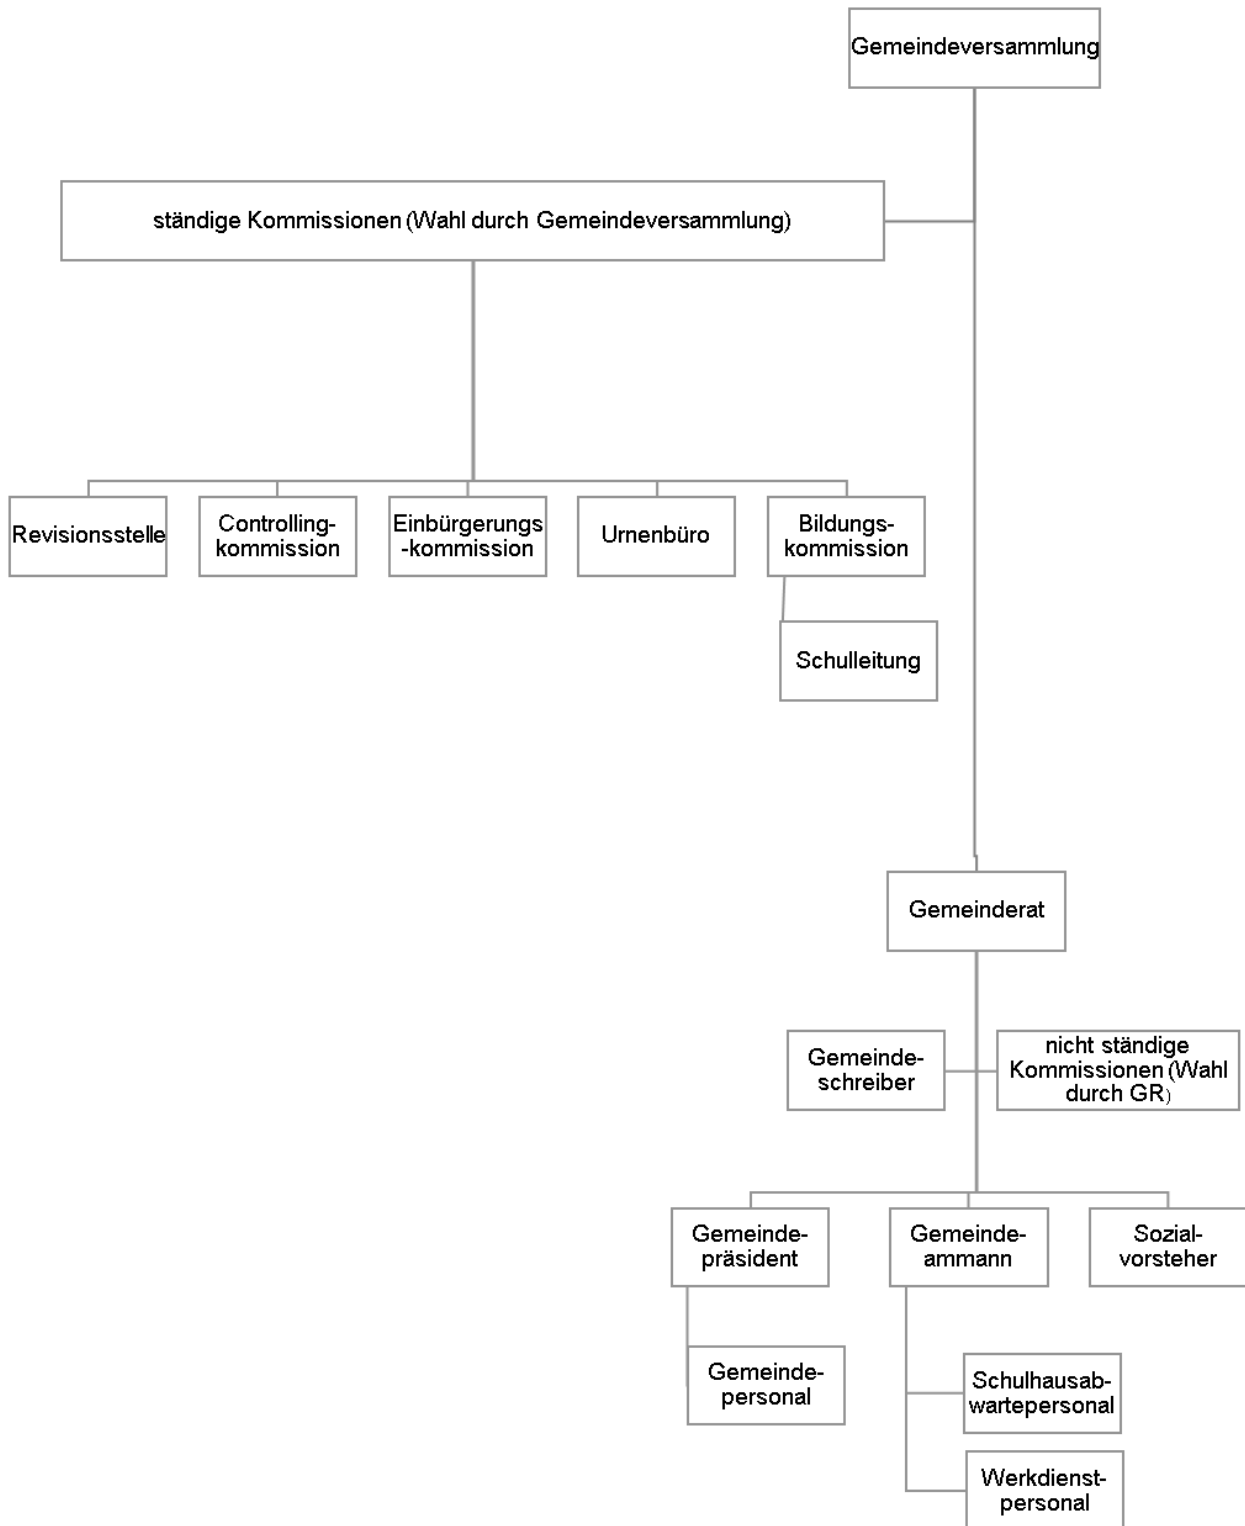 Gemeindeversammlung
ständige Kommissionen (Wahl durch Gemeindeversammlung)
Revisionsstelle
Controlling-
kommission
Einbürgerungs
-kommission
Urnenbüro
Bildungs-
kommission
Schulleitung
Gemeinderat
Gemeinde-
schreiber
nicht ständige
Kommissionen (Wahl
durch GR)
Gemeinde-
präsident
Gemeinde-
ammann
Sozial-
vorsteher
Gemeinde-
personal
Schulhausab-
wartepersonal
Werkdienst-
personal